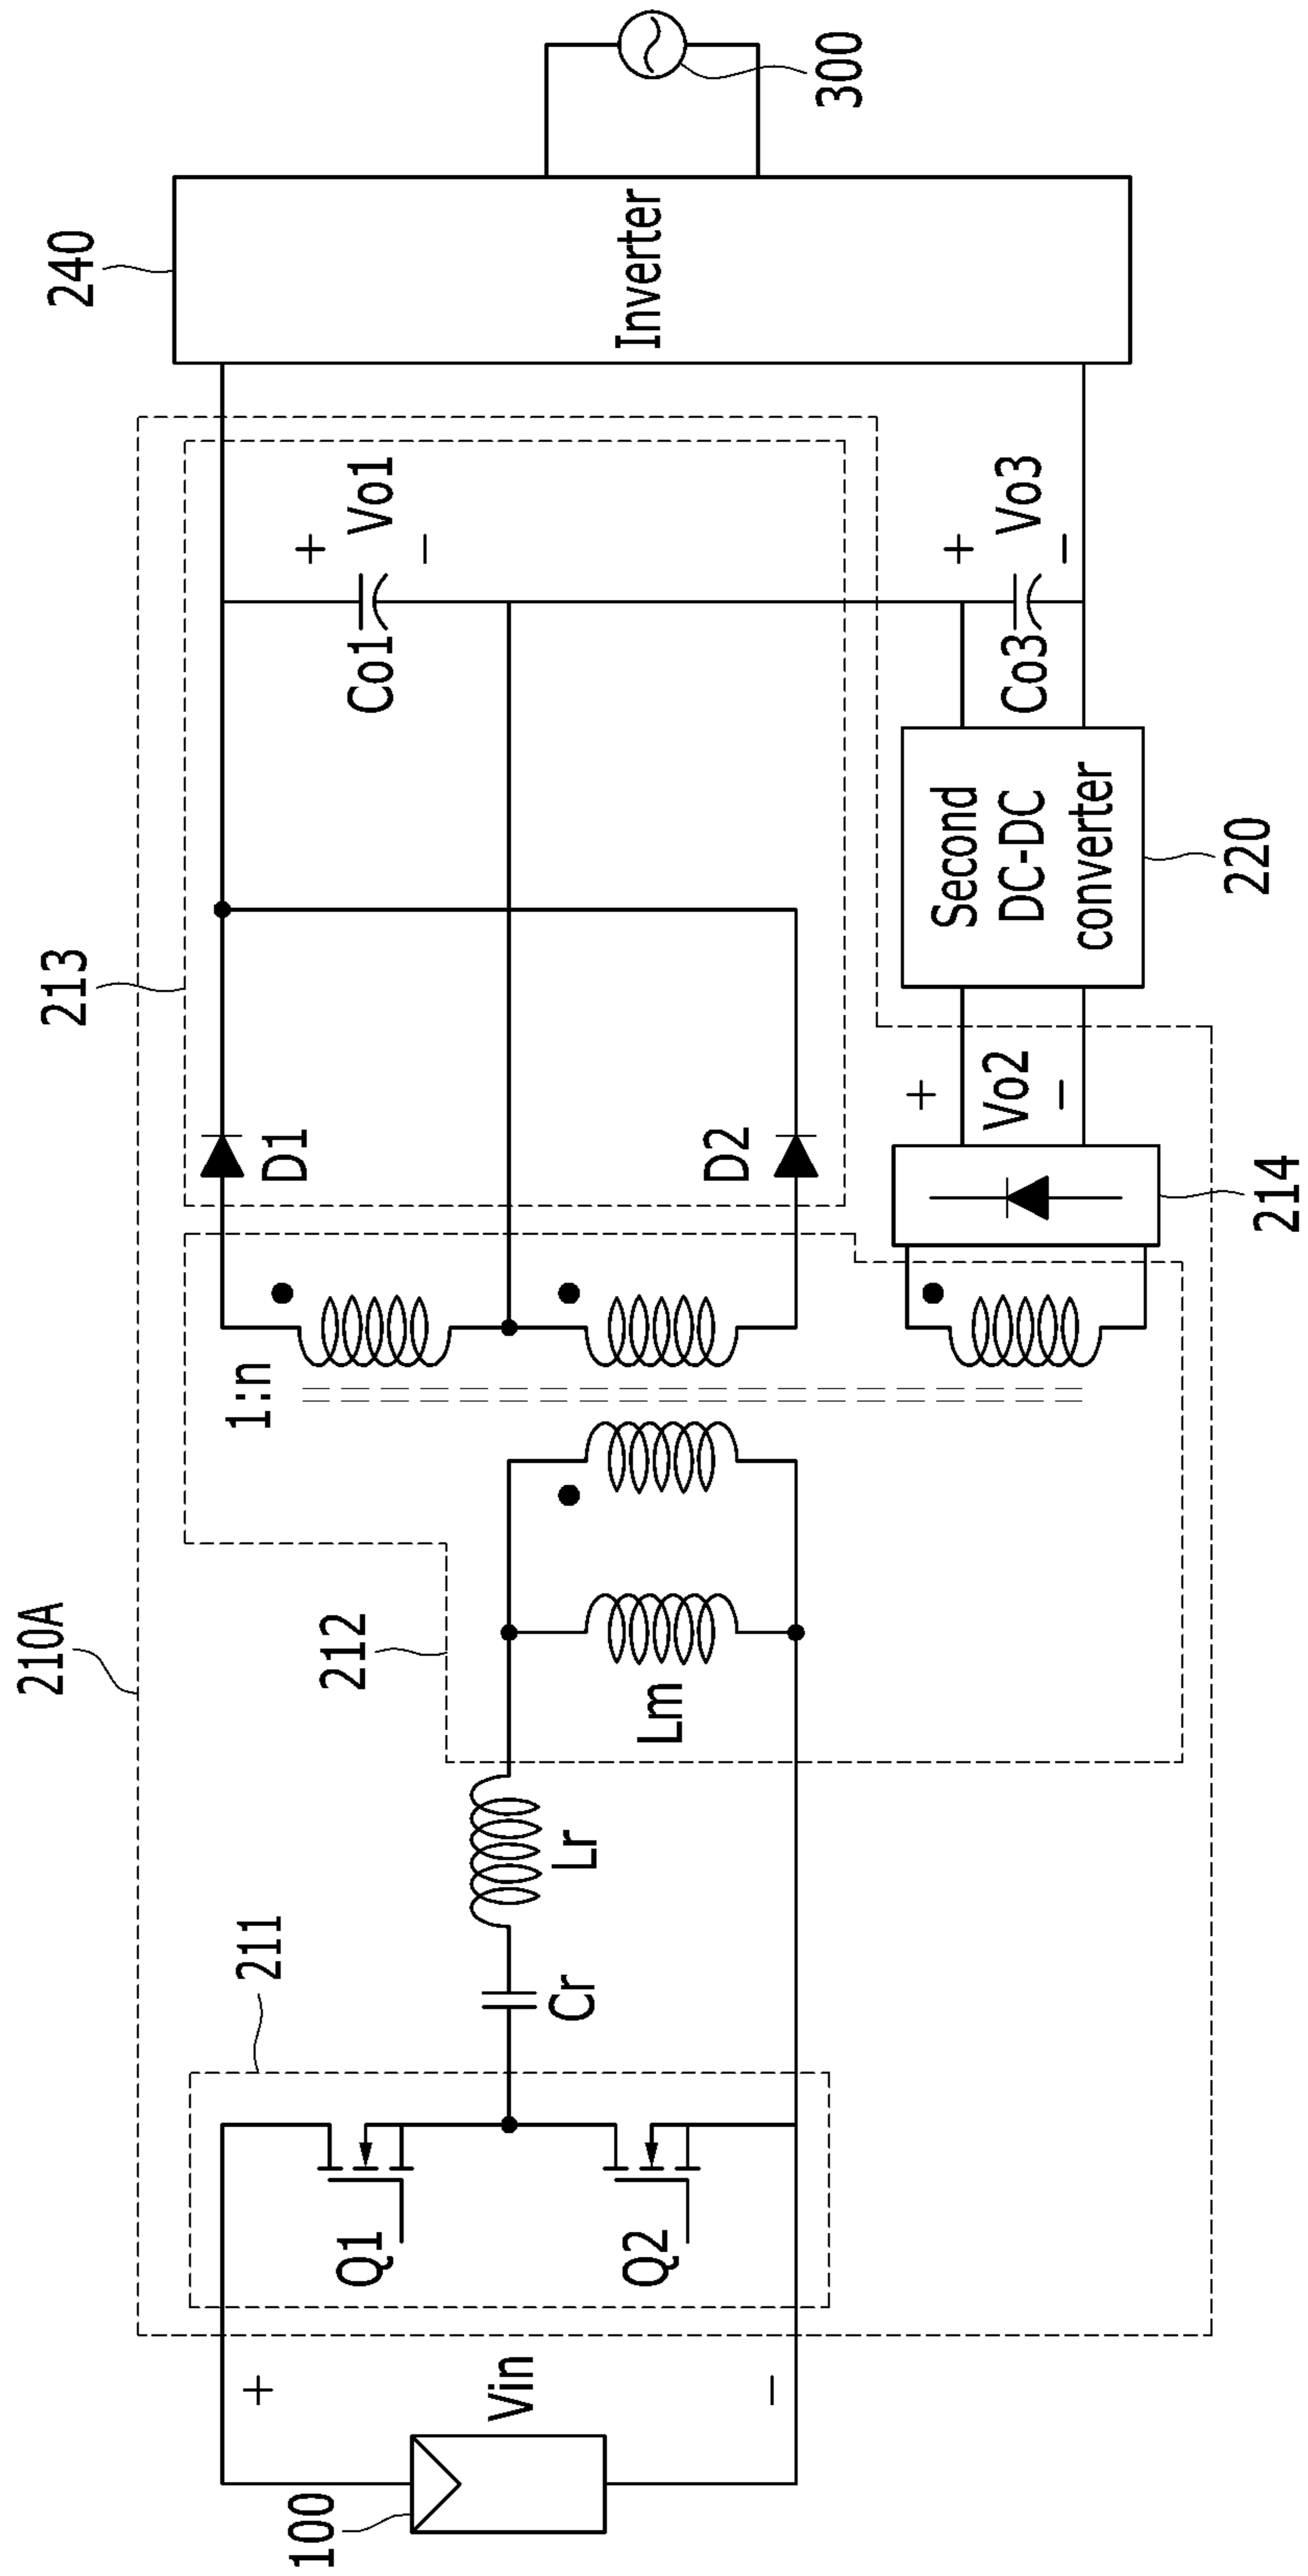 210A
213
240
211
212
1:n
D1
Co1
+
Vo1
−
Q1
Cr
Lr
Lm
D2
Q2
100
+
Vin
−
Inverter
300
+
Vo2
−
Second
DC-DC
converter
Co3
+
Vo3
−
214
220